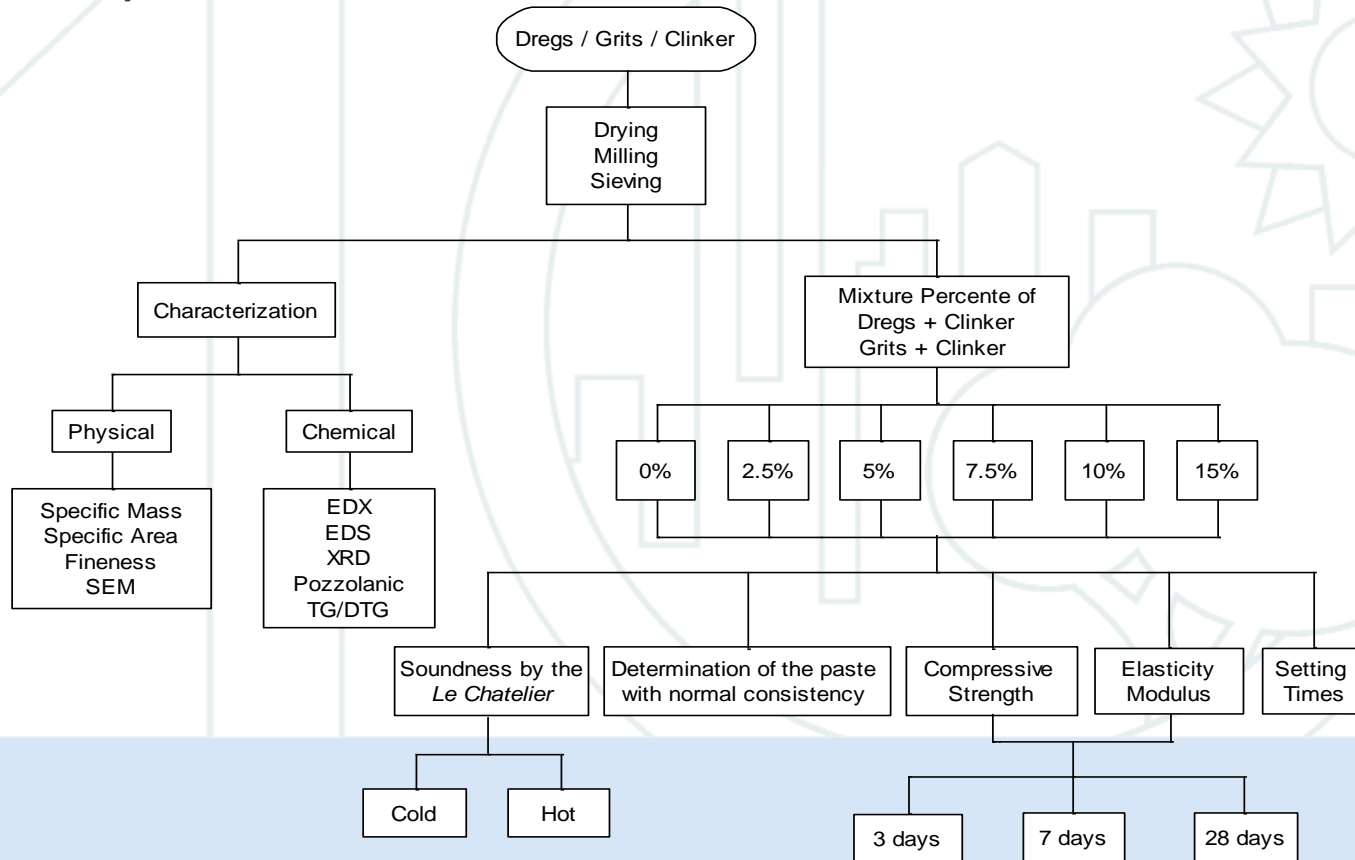 Dregs / Grits / Clinker
Drying
Milling
Sieving
Characterization
Mixture Percente of
Dregs + Clinker
Grits + Clinker
Physical
Chemical
0%
2.5%
5%
7.5%
10%
15%
Specific Mass
Specific Area
Fineness
SEM
EDX
EDS
XRD
Pozzolanic
TG/DTG
Soundness by the
Le Chatelier
Determination of the paste
with normal consistency
Compressive
Strength
Elasticity
Modulus
Setting
Times
Cold
Hot
3 days
7 days
28 days